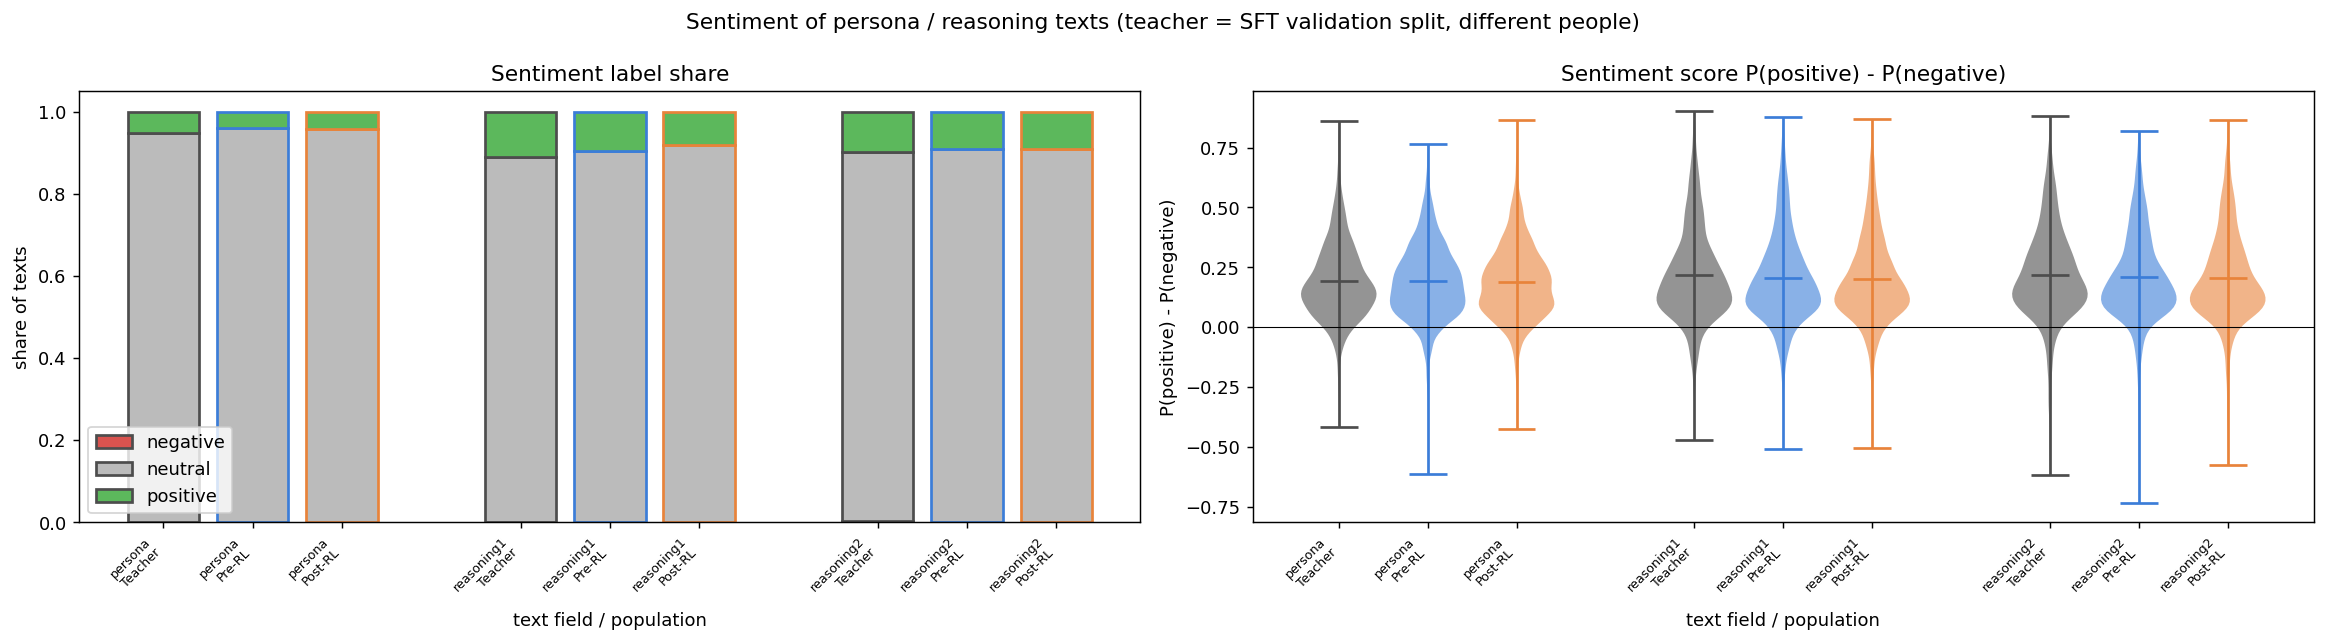 Sentiment of persona / reasoning texts (teacher = SFT validation split, different people)
Sentiment label share
share of texts
1.0
0.8
0.6
0.4
0.2
0.0
negative
neutral
positive
persona
Teacher
persona
Pre-RL
persona
Post-RL
reasoning1
Teacher
reasoning1
Pre-RL
reasoning1
Post-RL
reasoning2
Teacher
reasoning2
Pre-RL
reasoning2
Post-RL
text field / population
Sentiment score P(positive) - P(negative)
P(positive) - P(negative)
0.75
0.50
0.25
0.00
−0.25
−0.50
−0.75
persona
Teacher
persona
Pre-RL
persona
Post-RL
reasoning1
Teacher
reasoning1
Pre-RL
reasoning1
Post-RL
reasoning2
Teacher
reasoning2
Pre-RL
reasoning2
Post-RL
text field / population